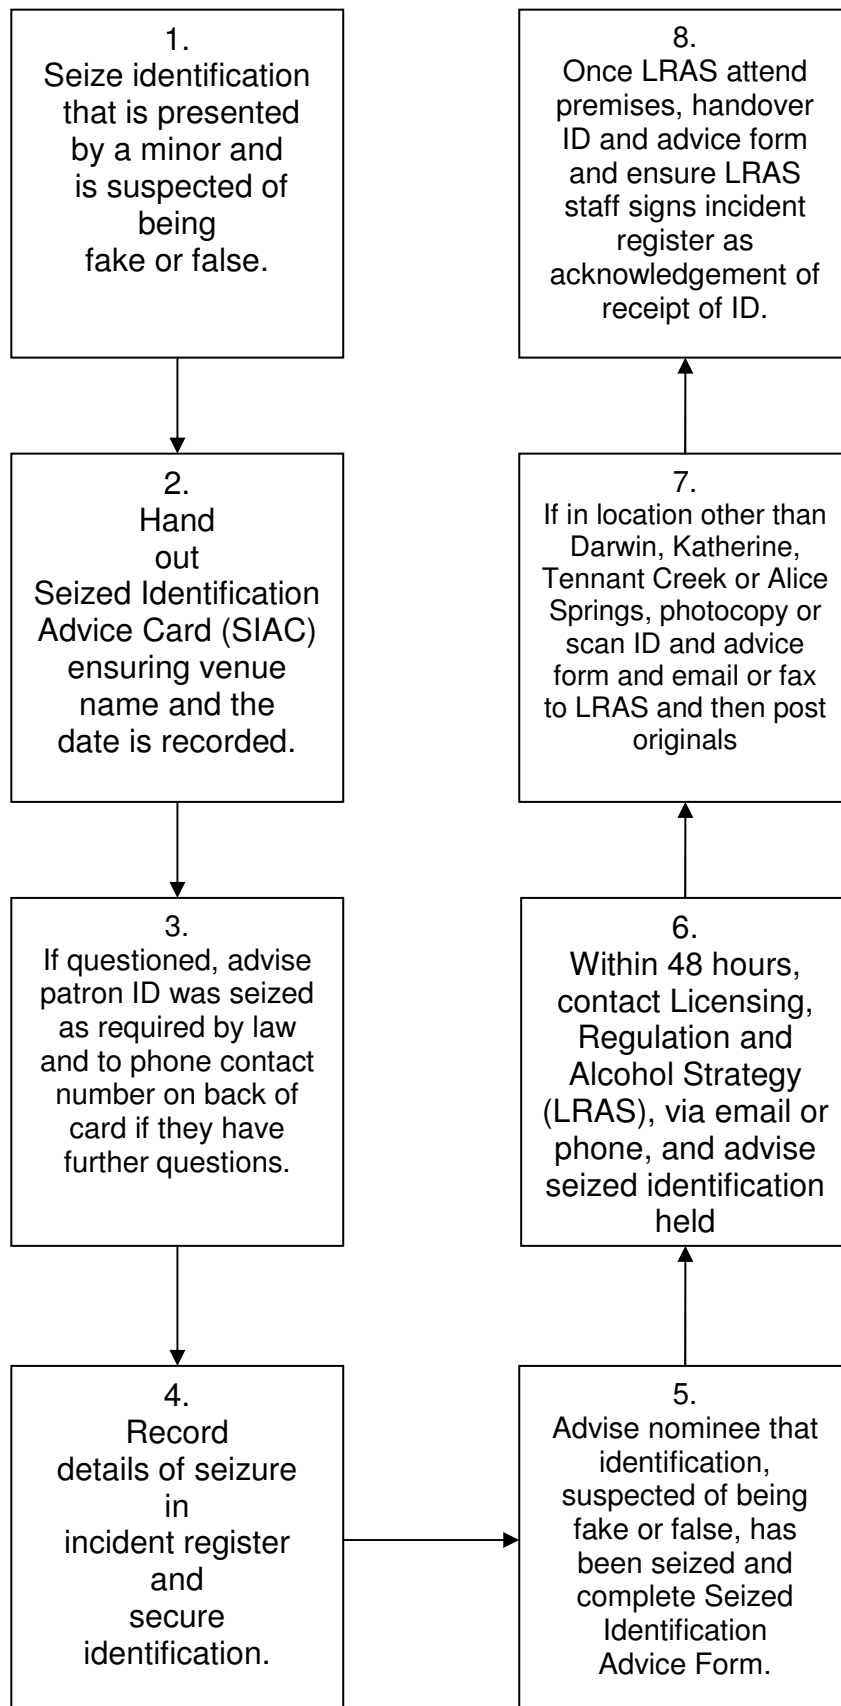 1.
Seize identification
that is presented
by a minor and
is suspected of
being
fake or false.
2.
Hand
out
Seized Identification
Advice Card (SIAC)
ensuring venue
name and the
date is recorded.
3.
If questioned, advise
patron ID was seized
as required by law
and to phone contact
number on back of
card if they have
further questions.
4.
Record
details of seizure
in
incident register
and
secure
identification.
5.
Advise nominee that
identification,
suspected of being
fake or false, has
been seized and
complete Seized
Identification
Advice Form.
6.
Within 48 hours,
contact Licensing,
Regulation and
Alcohol Strategy
(LRAS), via email or
phone, and advise
seized identification
held
7.
If in location other than
Darwin, Katherine,
Tennant Creek or Alice
Springs, photocopy or
scan ID and advice
form and email or fax
to LRAS and then post
originals
8.
Once LRAS attend
premises, handover
ID and advice form
and ensure LRAS
staff signs incident
register as
acknowledgement of
receipt of ID.